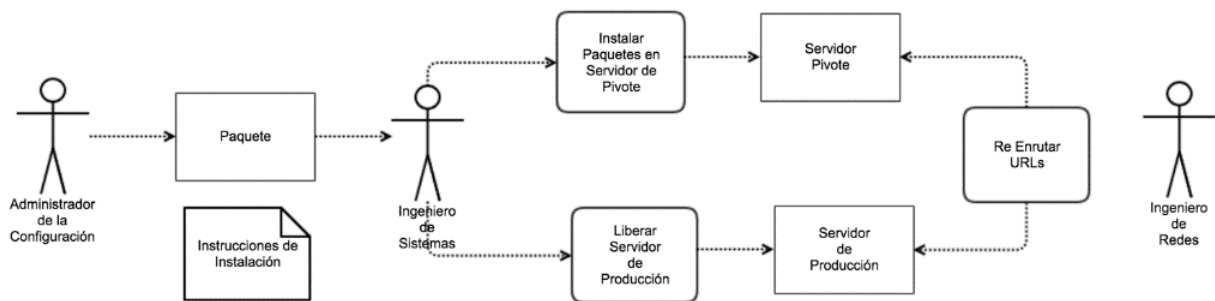 Administrador
de la
Configuración
Paquete
Instrucciones de
Instalación
Ingeniero
de
Sistemas
Instalar
Paquetes en
Servidor de
Pivote
Servidor
Pivote
Liberar
Servidor
de
Producción
Servidor
de
Producción
Re Enrutar
URLs
Ingeniero
de
Redes